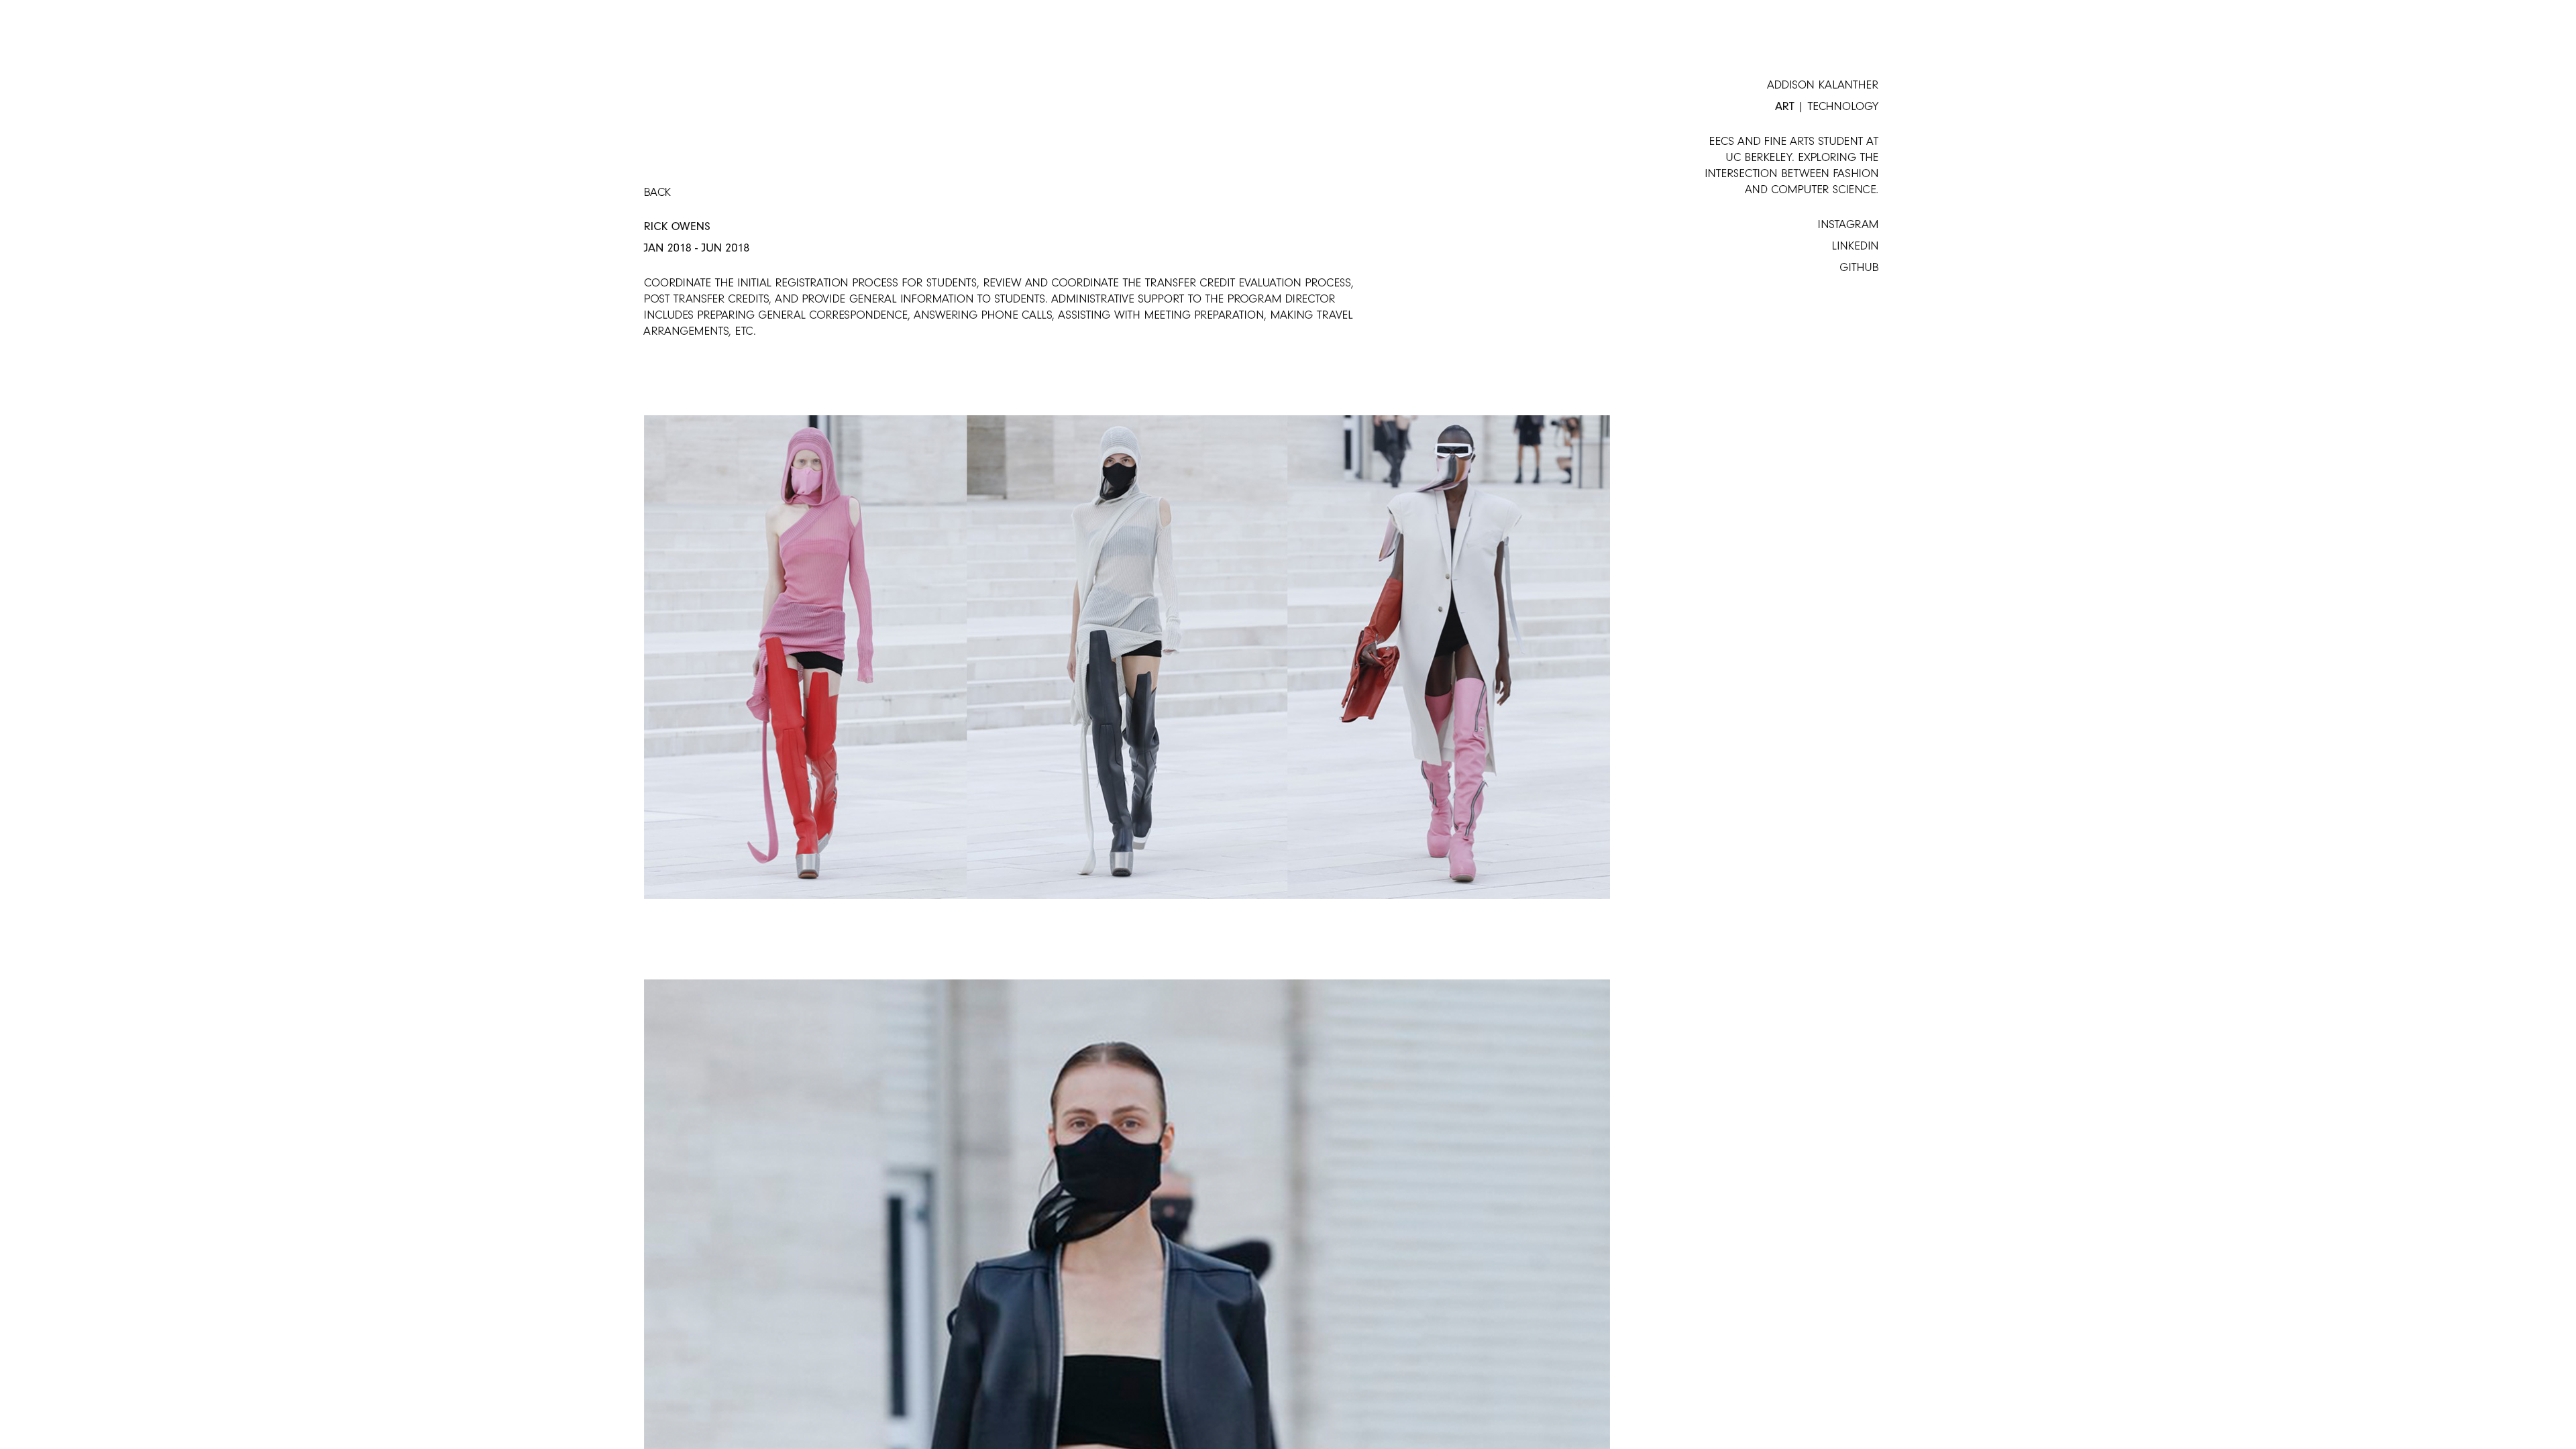 ADDISON KALANTHER
ART | TECHNOLOGY
EECS AND FINE ARTS STUDENT AT
UC BERKELEY. EXPLORING THE
INTERSECTION BETWEEN FASHION
AND COMPUTER SCIENCE.
INSTAGRAM
LINKEDIN
GITHUB
BACK
RICK OWENS
JAN 2018 - JUN 2018
COORDINATE THE INITIAL REGISTRATION PROCESS FOR STUDENTS, REVIEW AND COORDINATE THE TRANSFER CREDIT EVALUATION PROCESS,
POST TRANSFER CREDITS, AND PROVIDE GENERAL INFORMATION TO STUDENTS. ADMINISTRATIVE SUPPORT TO THE PROGRAM DIRECTOR
INCLUDES PREPARING GENERAL CORRESPONDENCE, ANSWERING PHONE CALLS, ASSISTING WITH MEETING PREPARATION, MAKING TRAVEL
ARRANGEMENTS, ETC.